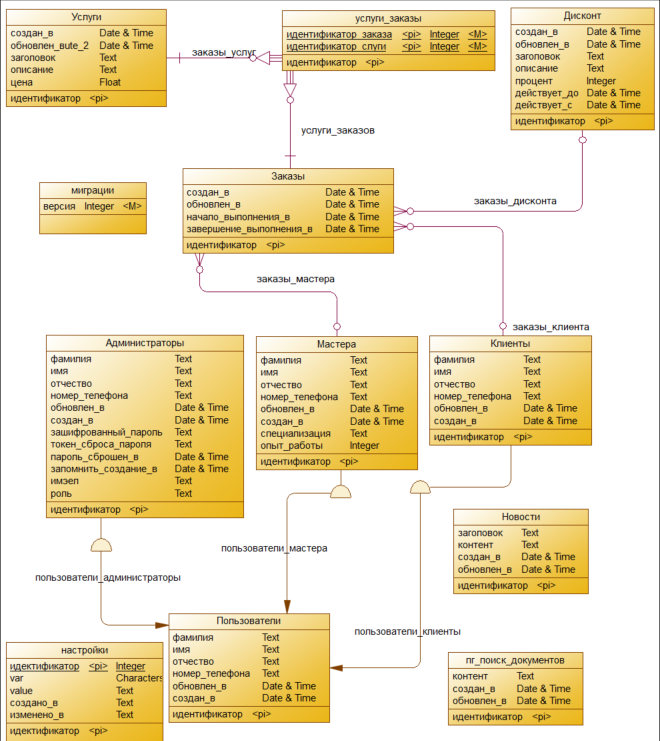 Услуги
создан_в Date & Time
обновлен_bute_2 Date & Time
заголовок Text
описание Text
цена Float
идентификатор <pi>
заказы_услуг
услуги_заказы
идентификатор_заказа <pi> Integer <M>
идентификатор_слуги <pi> Integer <M>
идентификатор <pi>
Дисконт
создан_в Date & Time
обновлен_в Date & Time
заголовок Text
описание Text
процент Integer
действует_до Date & Time
действует_с Date & Time
идентификатор <pi>
услуги_заказов
миграции
версия Integer <M>
Заказы
создан_в Date & Time
обновлен_в Date & Time
начало_выполнения_в Date & Time
завершение_выполнения_в Date & Time
идентификатор <pi>
заказы_дисконта
заказы_мастера
заказы_клиента
Администраторы
фамилия Text
имя Text
отчество Text
номер_телефона Text
обновлен_в Date & Time
создан_в Date & Time
зашифрованный_пароль Text
токен_сброса_пароля Text
пароль_сброшен_в Date & Time
запомнить_создание_в Date & Time
имэел Text
роль Text
идентификатор <pi>
Мастера
фамилия Text
имя Text
отчество Text
номер_телефона Text
обновлен_в Date & Time
создан_в Date & Time
специализация Text
опыт_работы Integer
идентификатор <pi>
Клиенты
фамилия Text
имя Text
отчество Text
номер_телефона Text
обновлен_в Date & Time
создан_в Date & Time
идентификатор <pi>
Новости
заголовок Text
контент Text
создан_в Date & Time
обновлен_в Date & Time
идентификатор <pi>
пользователи_мастера
пользователи_администраторы
пользователи_клиенты
Пользователи
фамилия Text
имя Text
отчество Text
номер_телефона Text
обновлен_в Date & Time
создан_в Date & Time
идентификатор <pi>
настройки
идентификатор <pi> Integer
var Characters
value Text
создано_в Text
изменено_в Text
идентификатор <pi>
пг_поиск_документов
контент Text
создан_в Date & Time
обновлен_в Date & Time
идентификатор <pi>